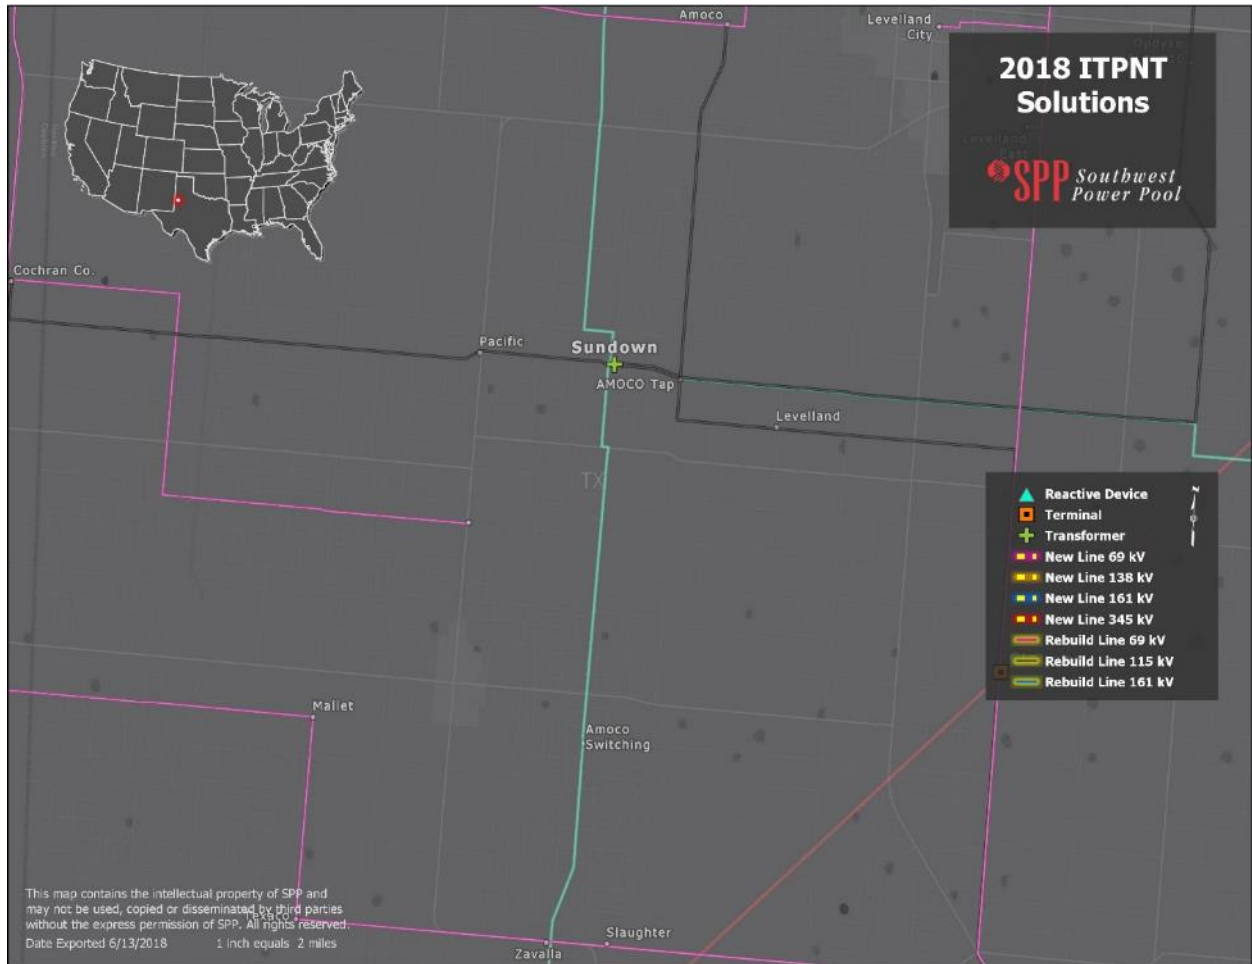 Amoco
Levelland
City
2018 ITPNT
Solutions
SPP Southwest
Power Pool
Levelland
East
Cochran Co.
Pacific
Sundown
AMOCO Tap
Levelland
TX
Reactive Device
Terminal
Transformer
New Line 69 kV
New Line 138 kV
New Line 161 kV
New Line 345 kV
Rebuild Line 69 kV
Rebuild Line 115 kV
Rebuild Line 161 kV
Mallet
Amoco
Switching
This map contains the intellectual property of SPP and
may not be used, copied or disseminated by third parties
without the express permission of SPP. All rights reserved.
Texaco
Date Exported 6/13/2018 1 inch equals 2 miles
Slaughter
Zavalla